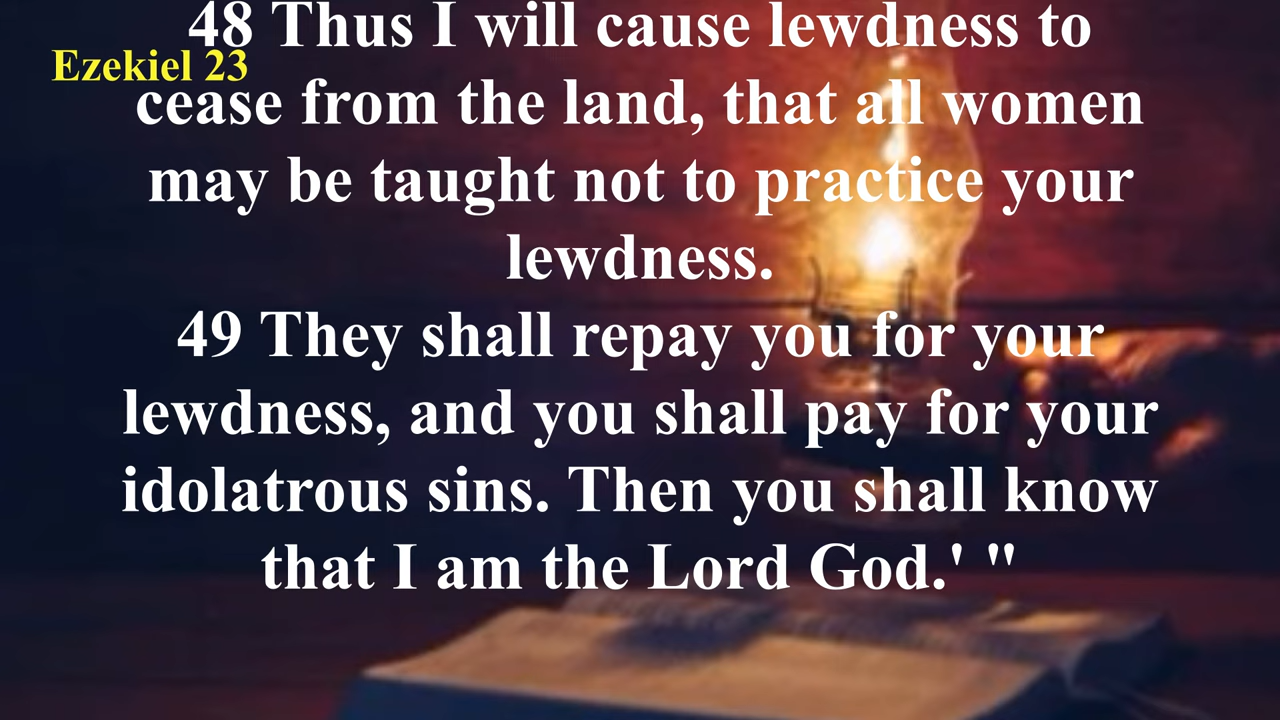 48 Thus I will cause lewdness to
Ezekiel 23
cease from the land, that all women
may be taught not to practice your
lewdness.
49 They shall repay you for your
lewdness, and you shall pay for your
idolatrous sins. Then you shall know
that I am the Lord God.' "